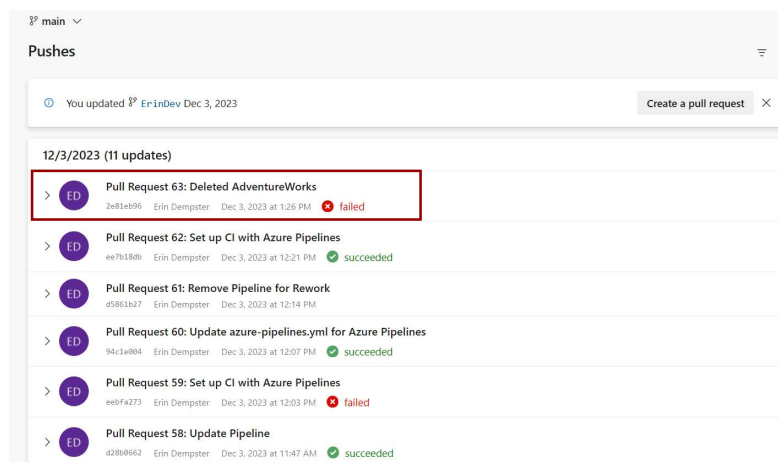 main
Pushes
You updated ErinDev Dec 3, 2023
Create a pull request
12/3/2023 (11 updates)
ED
Pull Request 63: Deleted AdventureWorks
2e81eb96 Erin Dempster Dec 3, 2023 at 1:26 PM failed
ED
Pull Request 62: Set up CI with Azure Pipelines
ee7b18db Erin Dempster Dec 3, 2023 at 12:21 PM succeeded
ED
Pull Request 61: Remove Pipeline for Rework
d5861b27 Erin Dempster Dec 3, 2023 at 12:14 PM
ED
Pull Request 60: Update azure-pipelines.yml for Azure Pipelines
94c1e004 Erin Dempster Dec 3, 2023 at 12:07 PM succeeded
ED
Pull Request 59: Set up CI with Azure Pipelines
eebfa273 Erin Dempster Dec 3, 2023 at 12:03 PM failed
ED
Pull Request 58: Update Pipeline
d28b0662 Erin Dempster Dec 3, 2023 at 11:47 AM succeeded